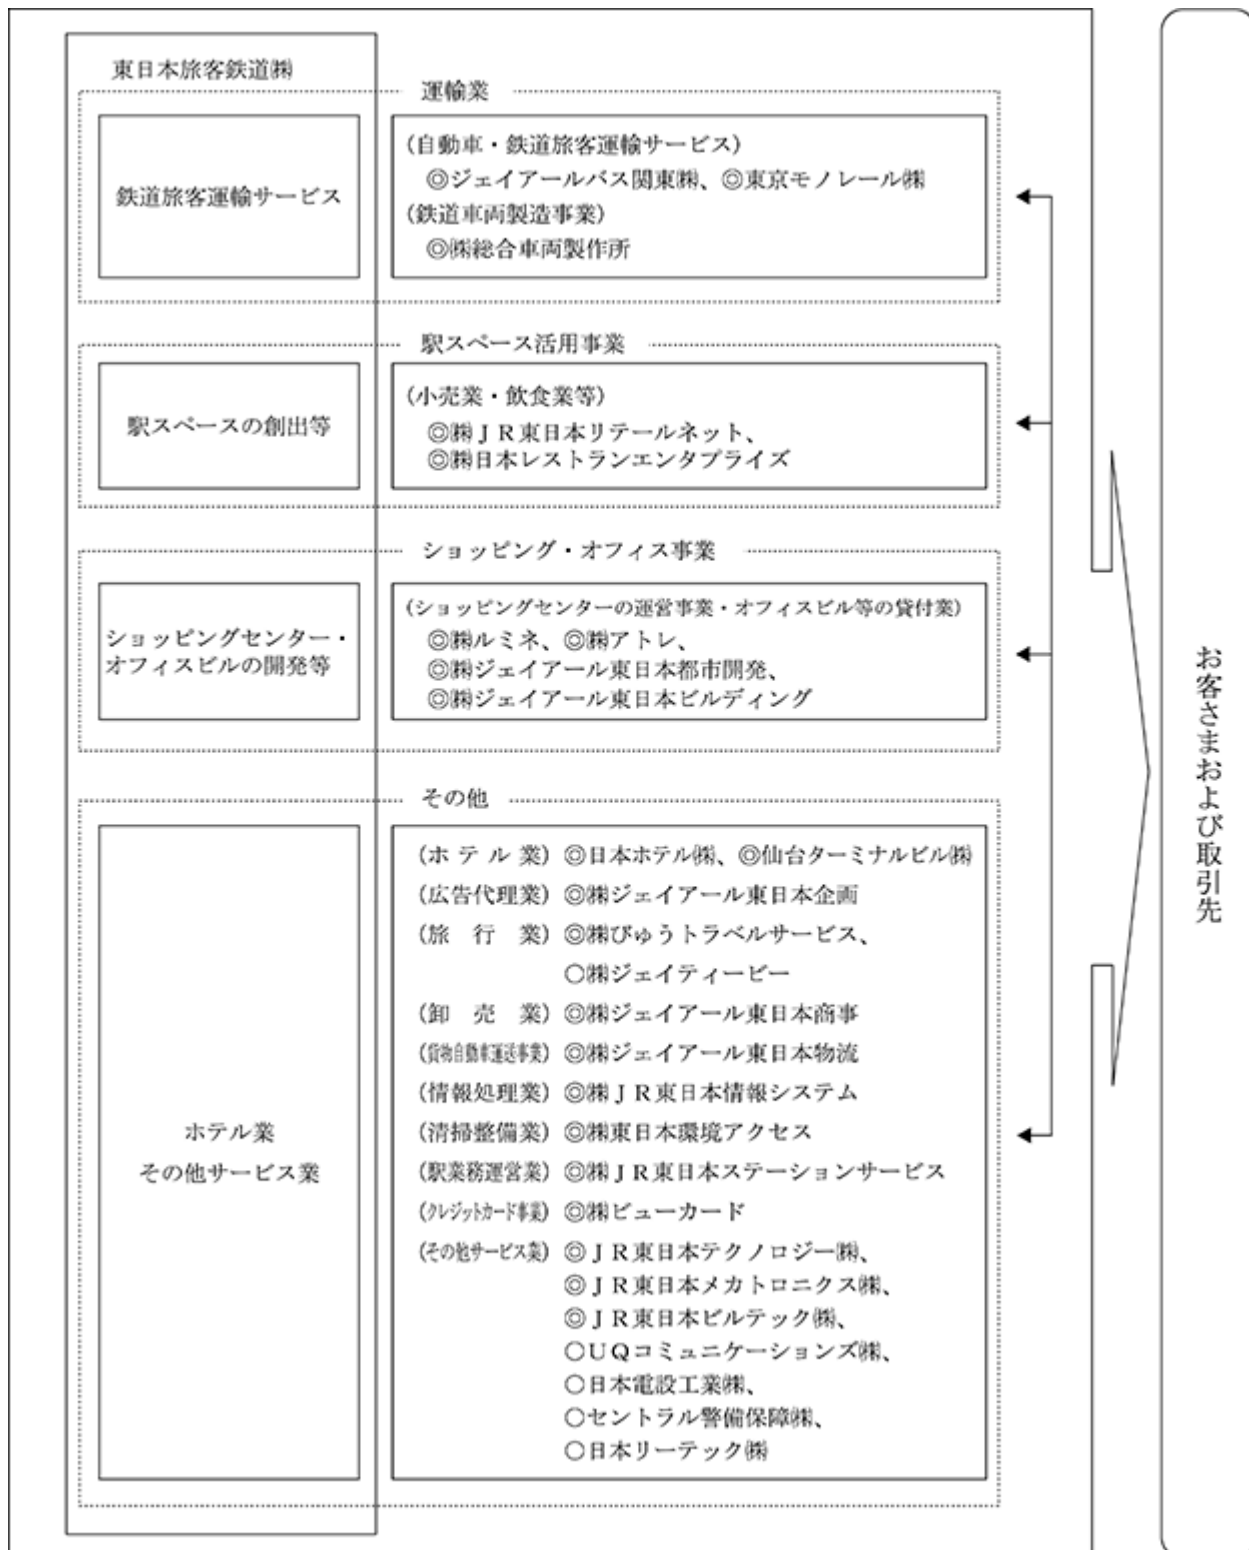 東日本旅客鉄道㈱
運輸業
鉄道旅客運輸サービス
(自動車・鉄道旅客運輸サービス)
◎ジェイアールバス関東㈱、◎東京モノレール㈱
(鉄道車両製造事業)
◎㈱総合車両製作所
駅スペース活用事業
駅スペースの創出等
(小売業・飲食業等)
◎㈱ＪＲ東日本リテールネット、
◎㈱日本レストランエンタプライズ
ショッピング・オフィス事業
ショッピングセンター・
オフィスビルの開発等
(ショッピングセンターの運営事業・オフィスビル等の貸付業)
◎㈱ルミネ、◎㈱アトレ、
◎㈱ジェイアール東日本都市開発、
◎㈱ジェイアール東日本ビルディング
その他
ホテル業
その他サービス業
(ホテル業) ◎日本ホテル㈱、◎仙台ターミナルビル㈱
(広告代理業) ◎㈱ジェイアール東日本企画
(旅行業) ◎㈱びゅうトラベルサービス、
○㈱ジェイティービー
(卸売業) ◎㈱ジェイアール東日本商事
(貨物自動車運送事業) ◎㈱ジェイアール東日本物流
(情報処理業) ◎㈱ＪＲ東日本情報システム
(清掃整備業) ◎㈱東日本環境アクセス
(駅業務運営業) ◎㈱ＪＲ東日本ステーションサービス
(クレジットカード事業) ◎㈱ビューカード
(その他サービス業) ◎ＪＲ東日本テクノロジー㈱、
◎ＪＲ東日本メカトロニクス㈱、
◎ＪＲ東日本ビルテック㈱、
○ＵＱコミュニケーションズ㈱、
○日本電設工業㈱、
○セントラル警備保障㈱、
○日本リーテック㈱
お客さまおよび取引先